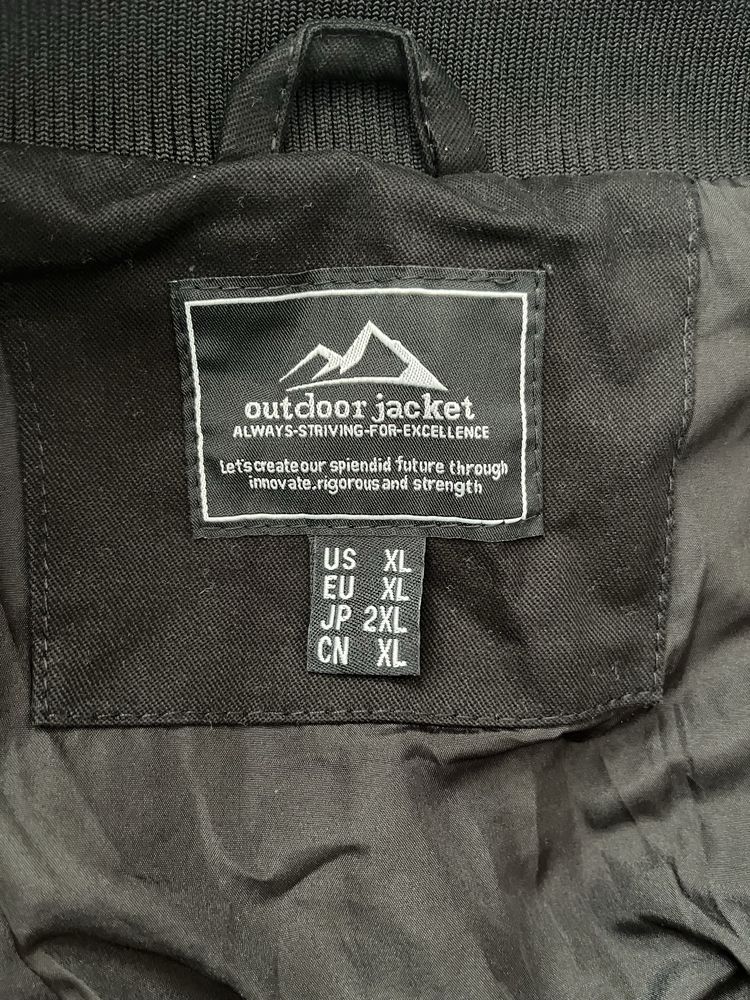 outdoor jacket
ALWAYS-STRIVING-FOR-EXCELLENCE
Let's create our splendid future through
innovate.rigorous and strength
US XL
EU XL
JP 2XL
CN XL